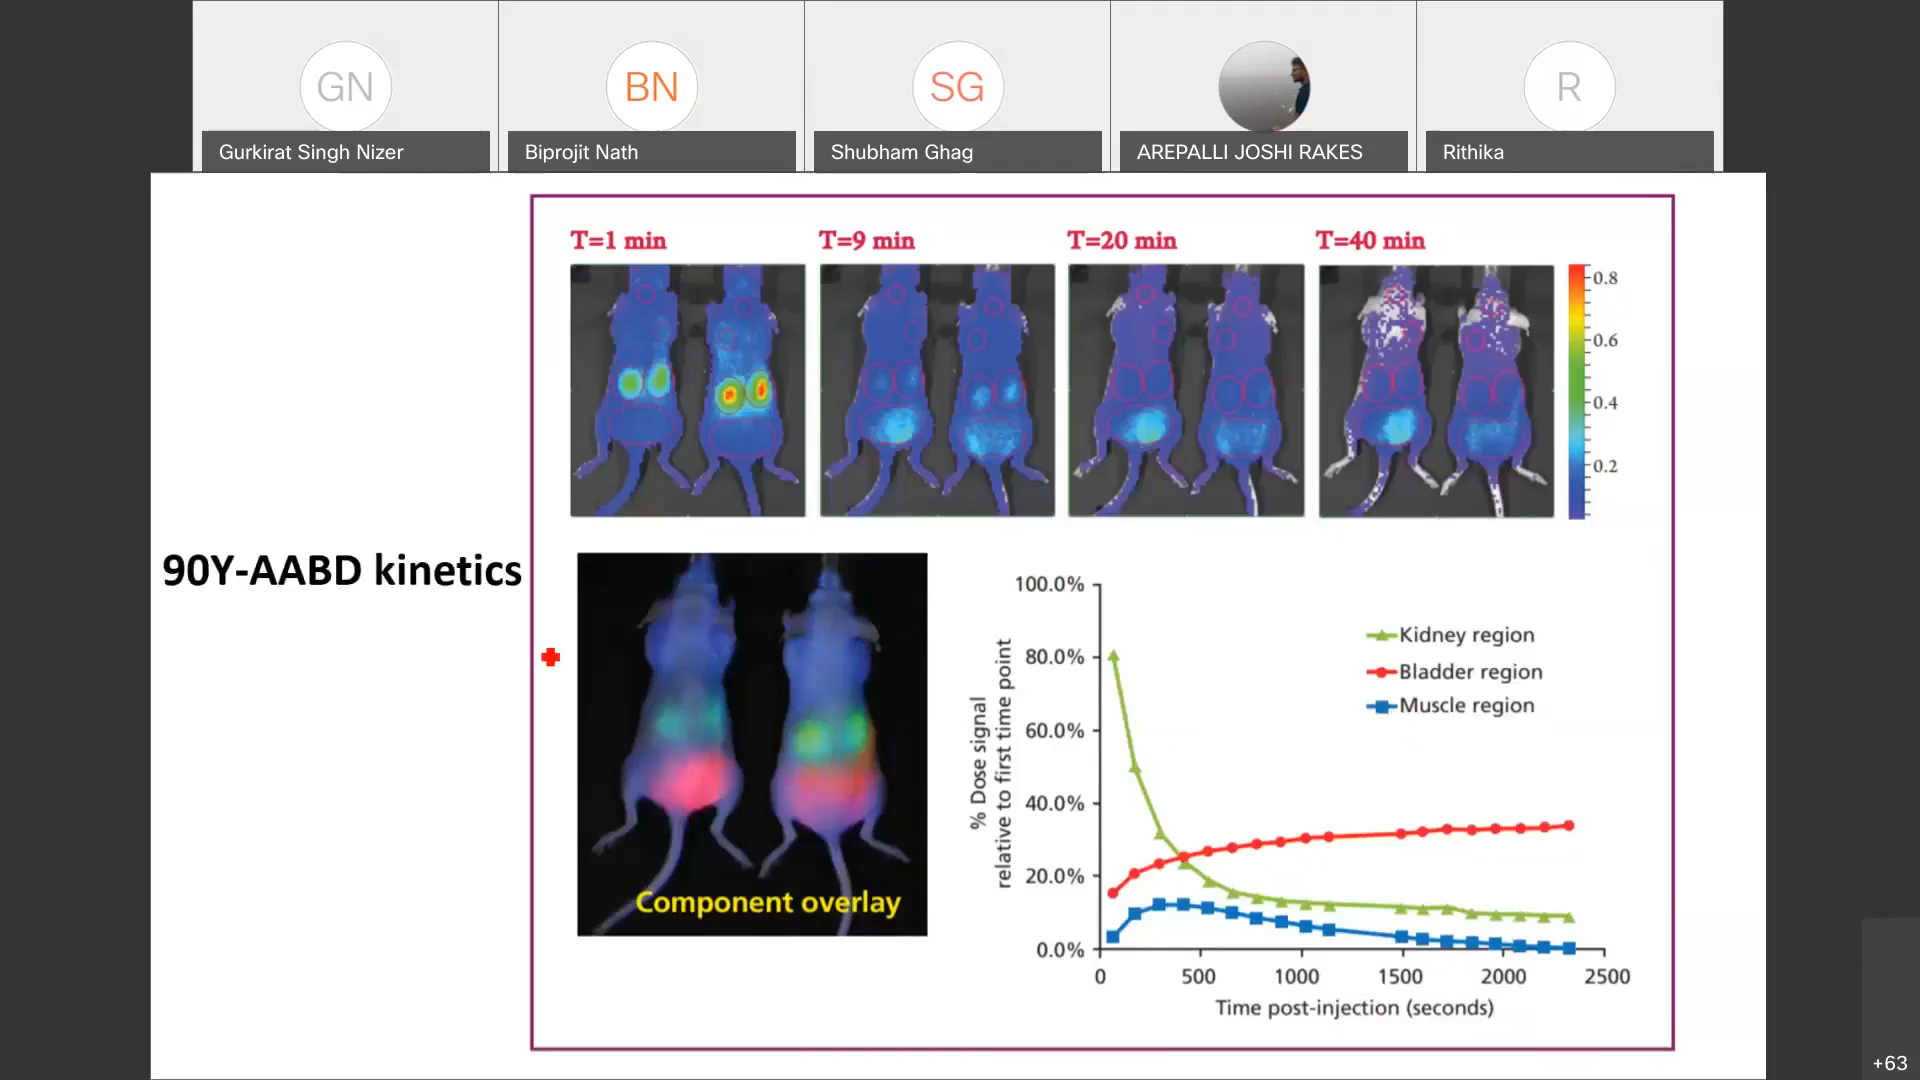 GN
BN
SG
R
Gurkirat Singh Nizer
Biprojit Nath
Shubham Ghag
AREPALLI JOSHI RAKES
Rithika
T=1 min
T=9 min
T=20 min
T=40 min
0.8
0.6
0.4
0.2
90Y-AABD kinetics
Component overlay
% Dose signal
relative to first time point
100.0%
80.0%
60.0%
40.0%
20.0%
0.0%
Kidney region
Bladder region
Muscle region
0 500 1000 1500 2000 2500
Time post-injection (seconds)
+63